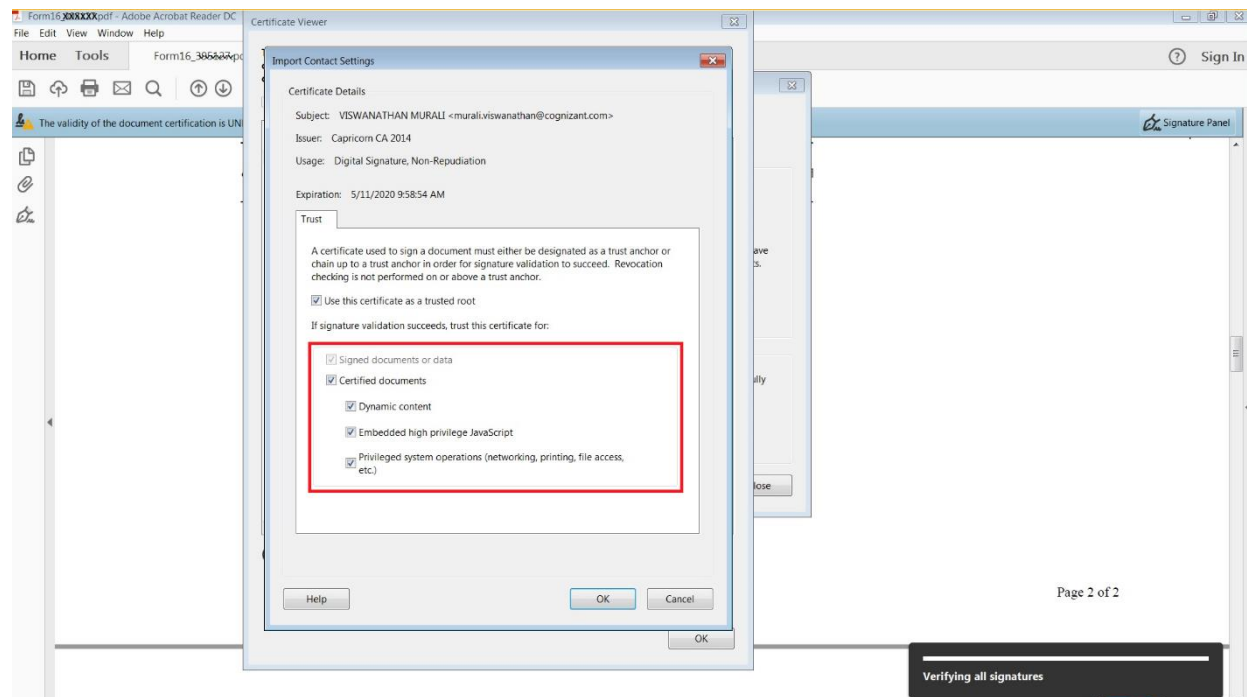 Form16_XX8XXX.pdf - Adobe Acrobat Reader DC
File Edit View Window Help
Home Tools
Sign In
The validity of the document certification is UN
Signature Panel
Certificate Viewer
Import Contact Settings
Certificate Details
Subject: VISWANATHAN MURALI <murali.viswanathan@cognizant.com>
Issuer: Capricorn CA 2014
Usage: Digital Signature, Non-Repudiation
Expiration: 5/11/2020 9:58:54 AM
Trust
A certificate used to sign a document must either be designated as a trust anchor or
chain up to a trust anchor in order for signature validation to succeed. Revocation
checking is not performed on or above a trust anchor.
Use this certificate as a trusted root
If signature validation succeeds, trust this certificate for:
Signed documents or data
Certified documents
Dynamic content
Embedded high privilege JavaScript
Privileged system operations (networking, printing, file access,
etc.)
Help
OK
Cancel
OK
ave
s.
lly
lose
Page 2 of 2
Verifying all signatures